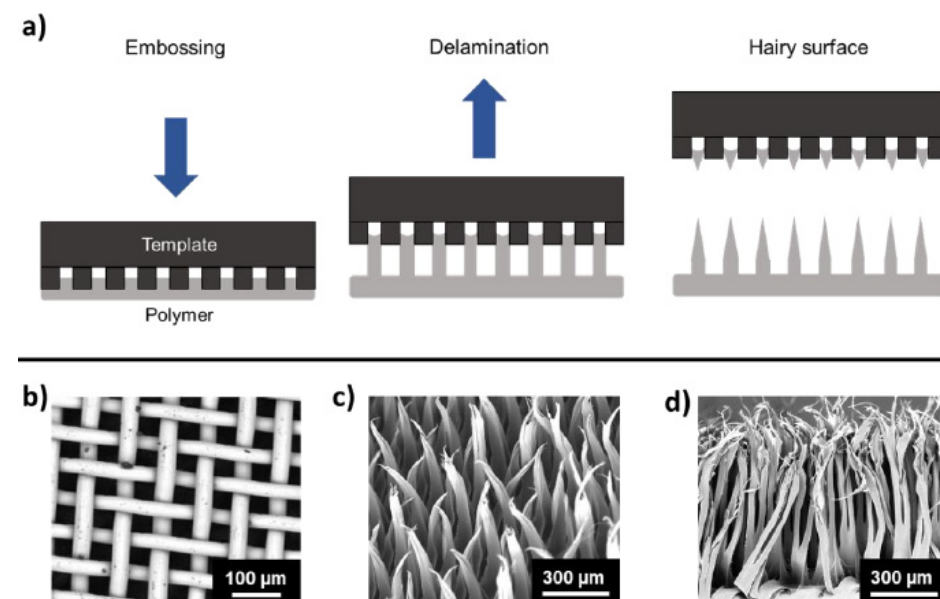 a)
Embossing
Delamination
Hairy surface
Template
Polymer
b)
100 µm
c)
300 µm
d)
300 µm